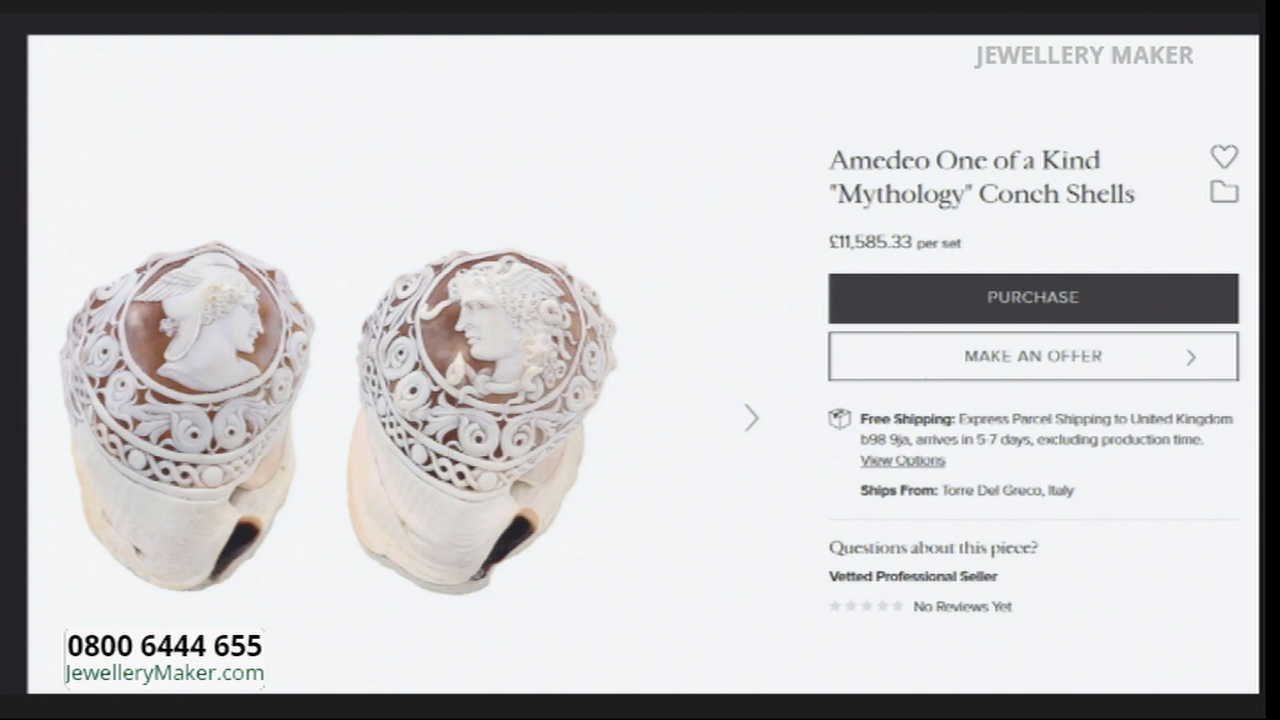 JEWELLERY MAKER
Amedeo One of a Kind
"Mythology" Conch Shells
£11,585.33 per set
PURCHASE
MAKE AN OFFER
Free Shipping: Express Parcel Shipping to United Kingdom
b98 9ja, arrives in 5-7 days, excluding production time.
View Options
Ships From: Torre Del Greco, Italy
Questions about this piece?
Vetted Professional Seller
No Reviews Yet
0800 6444 655
JewelleryMaker.com